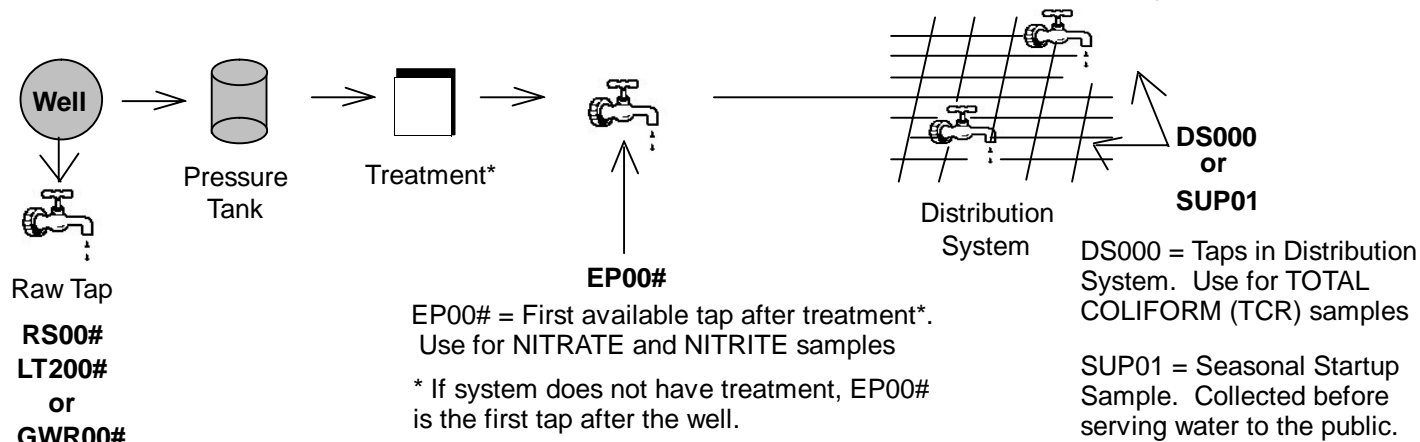 Well
Pressure
Tank
Treatment*
Raw Tap
RS00#
LT200#
or
GWR00#
EP00#
EP00# = First available tap after treatment*.
Use for NITRATE and NITRITE samples
* If system does not have treatment, EP00#
is the first tap after the well.
Distribution
System
DS000
or
SUP01
DS000 = Taps in Distribution
System. Use for TOTAL
COLIFORM (TCR) samples
SUP01 = Seasonal Startup
Sample. Collected before
serving water to the public.